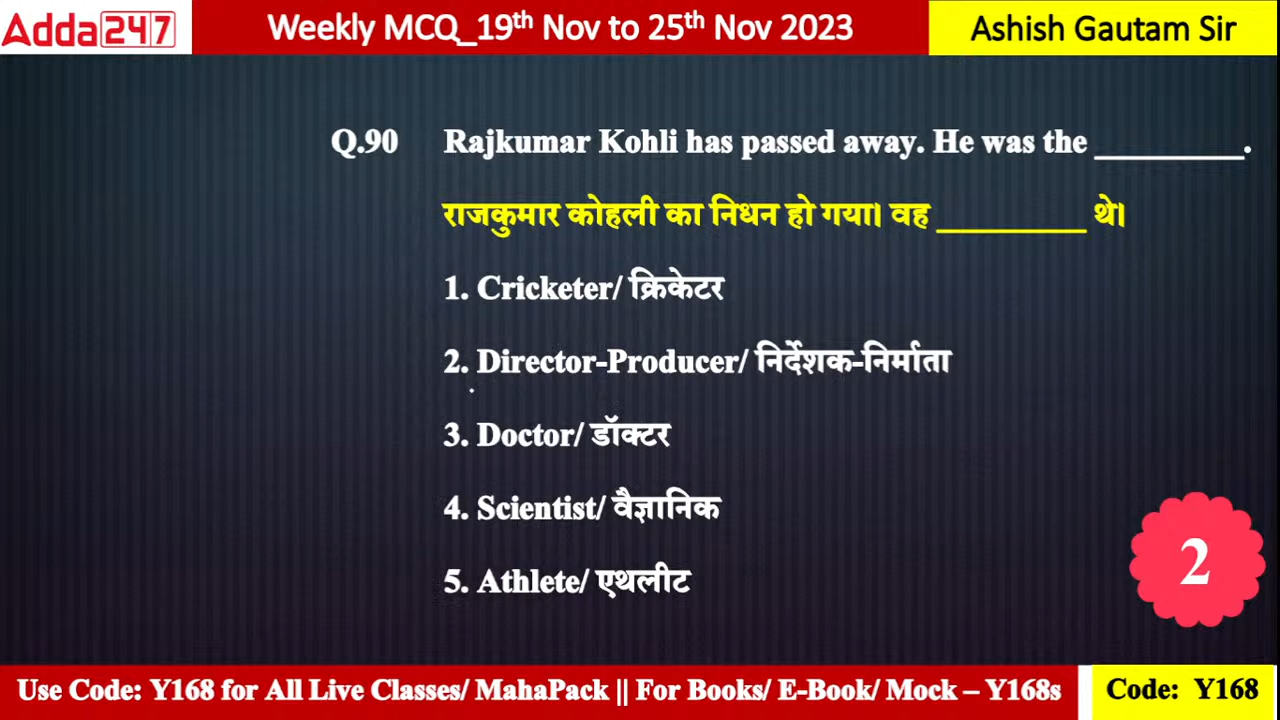 Adda247
Weekly MCQ_19th Nov to 25th Nov 2023
Ashish Gautam Sir
Q.90 Rajkumar Kohli has passed away. He was the _________.
राजकुमार कोहली का निधन हो गया। वह _________ थे।
1. Cricketer/ क्रिकेटर
2. Director-Producer/ निर्देशक-निर्माता
3. Doctor/ डॉक्टर
4. Scientist/ वैज्ञानिक
5. Athlete/ एथलीट
2
Use Code: Y168 for All Live Classes/ MahaPack || For Books/ E-Book/ Mock – Y168s
Code: Y168